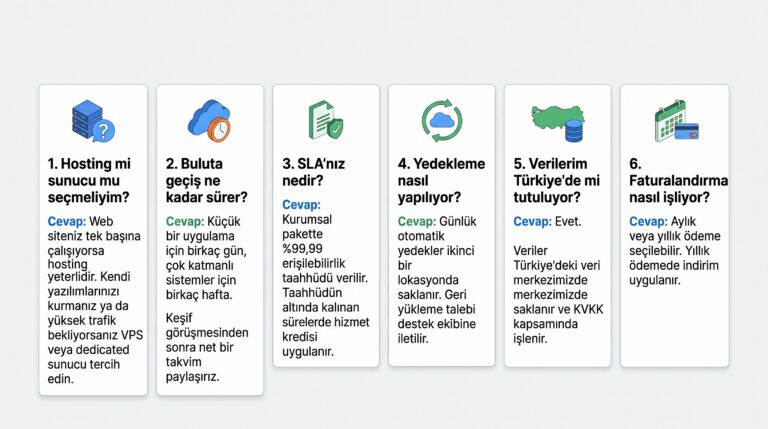 ?
1. Hosting mi
sunucu mu
seçmeliyim?
Cevap: Web
siteniz tek başına
çalışıyorsa
hosting
yeterlidir. Kendi
yazılımlarınızı
kurmanız ya da
yüksek trafik
bekliyorsanız VPS
veya dedicated
sunucu tercih
edin.
2. Buluta
geçiş ne
kadar sürer?
Cevap: Küçük
bir uygulama
için birkaç gün,
çok katmanlı
sistemler için
birkaç hafta.
Keşif
görüşmesinden
sonra net bir
takvim
paylaşırız.
3. SLA'nız
nedir?
Cevap:
Kurumsal
pakette
%99,99
erişilebilirlik
taahhüdü verilir.
Taahhüdün
altında kalınan
sürelerde hizmet
kredisi
uygulanır.
4. Yedekleme
nasıl
yapılıyor?
Cevap: Günlük
otomatik
yedekler ikinci
bir
lokasyonda
saklanır. Geri
yükleme talebi
destek ekibine
iletilir.
5. Verilerim
Türkiye'de mi
tutuluyor?
Cevap: Evet.
Veriler
Türkiye'deki veri
merkezimizde
merkezimizde
saklanır ve KVKK
kapsamında
işlenir.
6.
Faturalandırma
nasıl işliyor?
Cevap: Aylık
veya yıllık ödeme
seçilebilir. Yıllık
ödemede indirim
uygulanır.